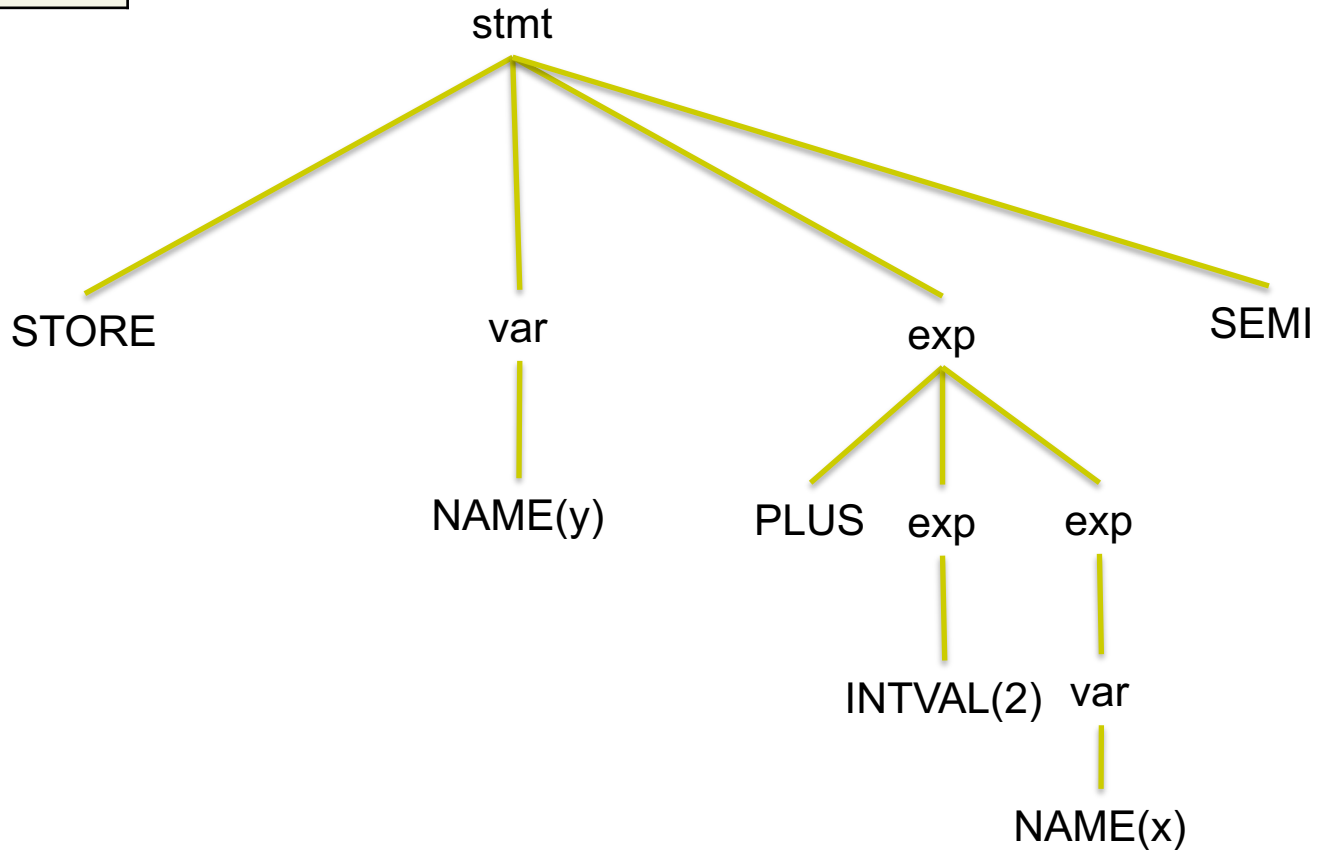 stmt
STORE var exp SEMI
NAME(y) PLUS exp exp
INTVAL(2) var
NAME(x)